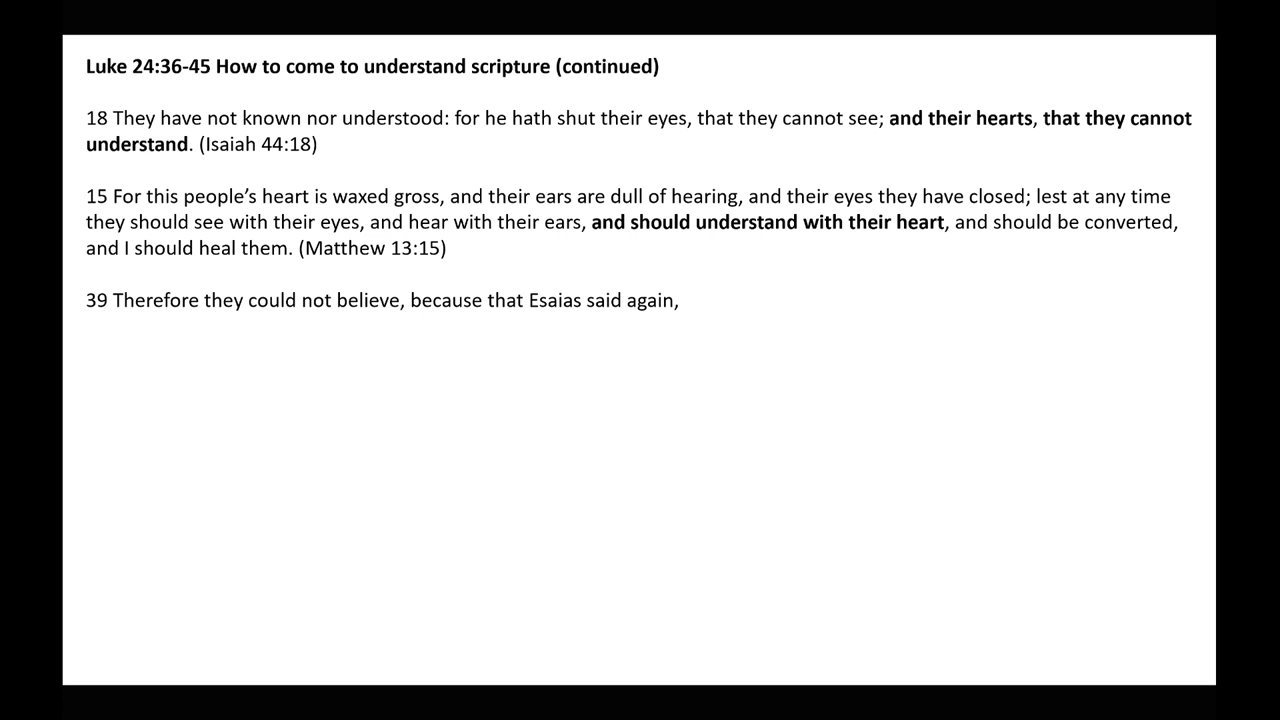 Luke 24:36-45 How to come to understand scripture (continued)
18 They have not known nor understood: for he hath shut their eyes, that they cannot see; and their hearts, that they cannot
understand. (Isaiah 44:18)
15 For this people’s heart is waxed gross, and their ears are dull of hearing, and their eyes they have closed; lest at any time
they should see with their eyes, and hear with their ears, and should understand with their heart, and should be converted,
and I should heal them. (Matthew 13:15)
39 Therefore they could not believe, because that Esaias said again,